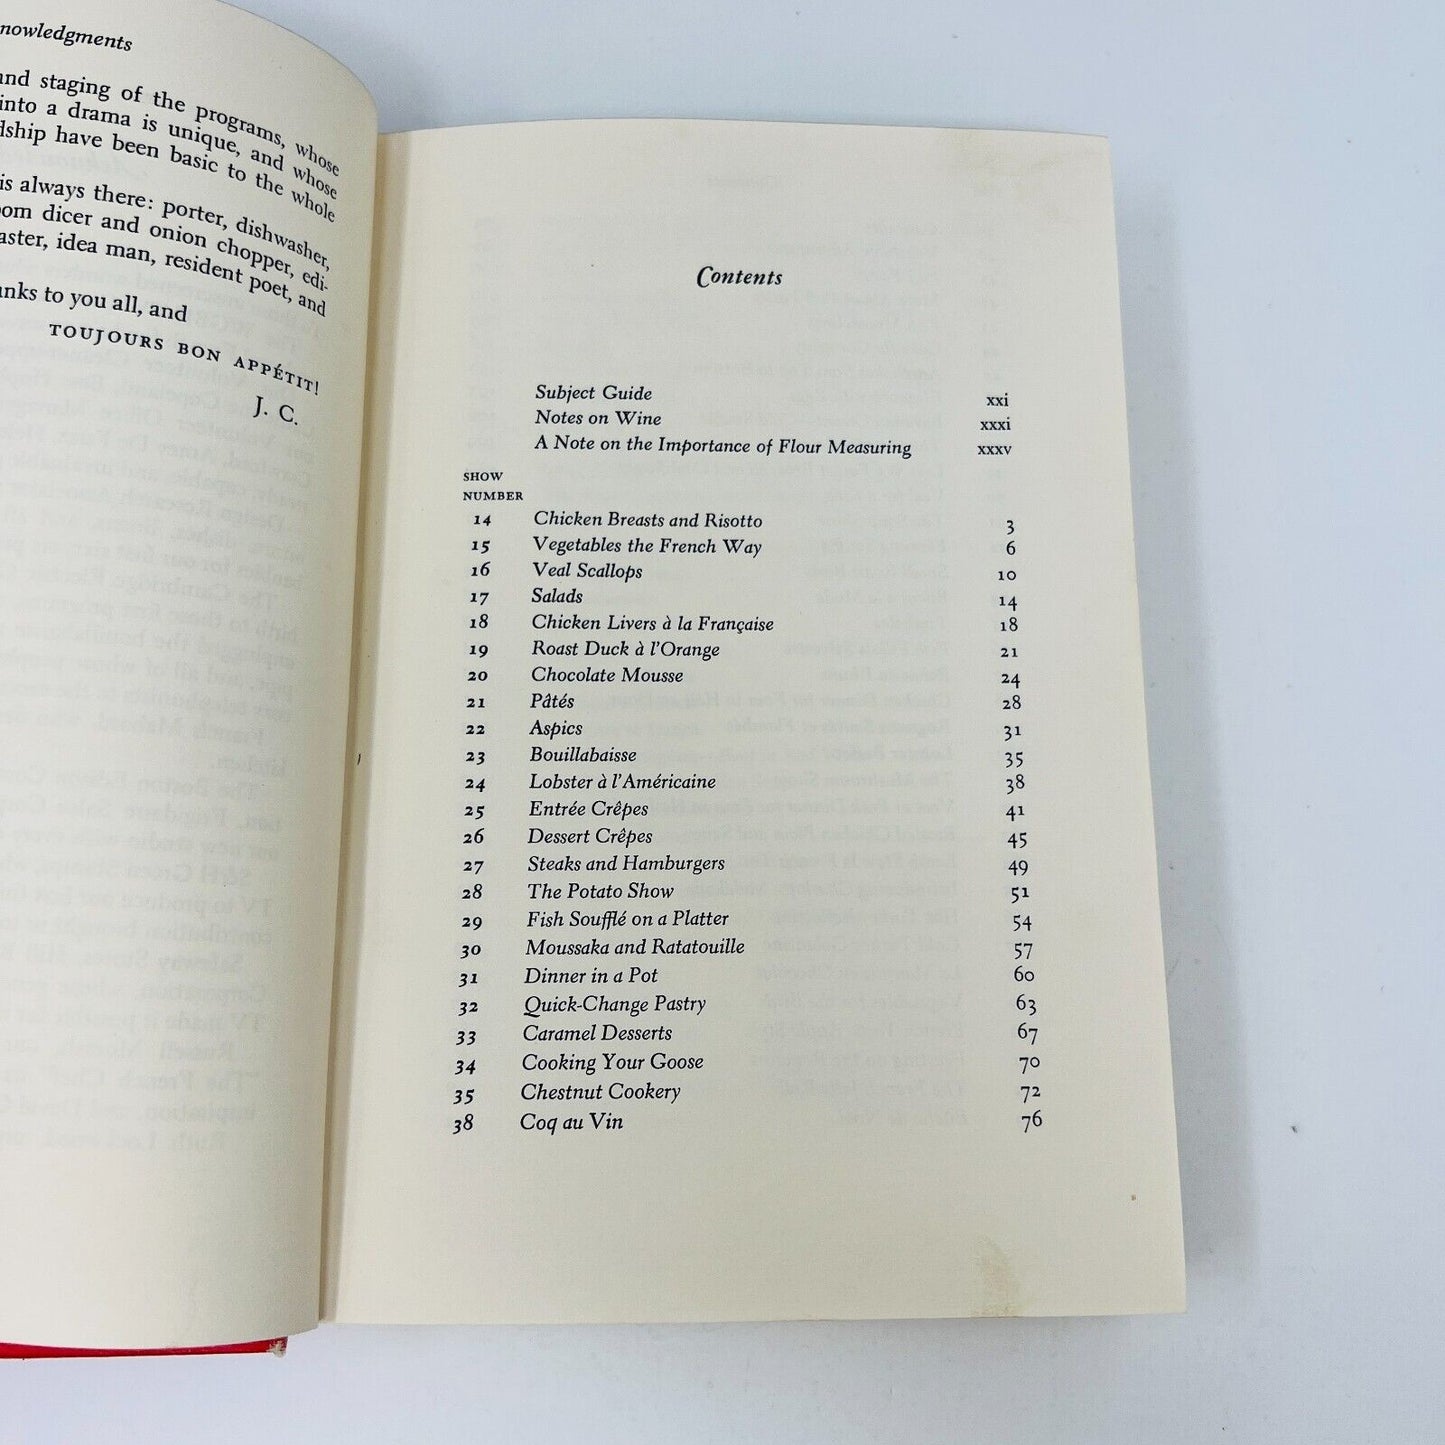 nowledgments
and staging of the programs, whose
into a drama is unique, and whose
dship have been basic to the whole
is always there: porter, dishwasher,
oom dicer and onion chopper, edi-
aster, idea man, resident poet, and
anks to you all, and
TOUJOURS BON APPÉTIT!
J. C.
Contents
Subject Guide xxi
Notes on Wine xxxi
A Note on the Importance of Flour Measuring xxxv
SHOW
NUMBER
14 Chicken Breasts and Risotto 3
15 Vegetables the French Way 6
16 Veal Scallops 10
17 Salads 14
18 Chicken Livers à la Française 18
19 Roast Duck à l'Orange 21
20 Chocolate Mousse 24
21 Pâtés 28
22 Aspics 31
23 Bouillabaisse 35
24 Lobster à l'Américaine 38
25 Entrée Crêpes 41
26 Dessert Crêpes 45
27 Steaks and Hamburgers 49
28 The Potato Show 51
29 Fish Soufflé on a Platter 54
30 Moussaka and Ratatouille 57
31 Dinner in a Pot 60
32 Quick-Change Pastry 63
33 Caramel Desserts 67
34 Cooking Your Goose 70
35 Chestnut Cookery 72
38 Coq au Vin 76